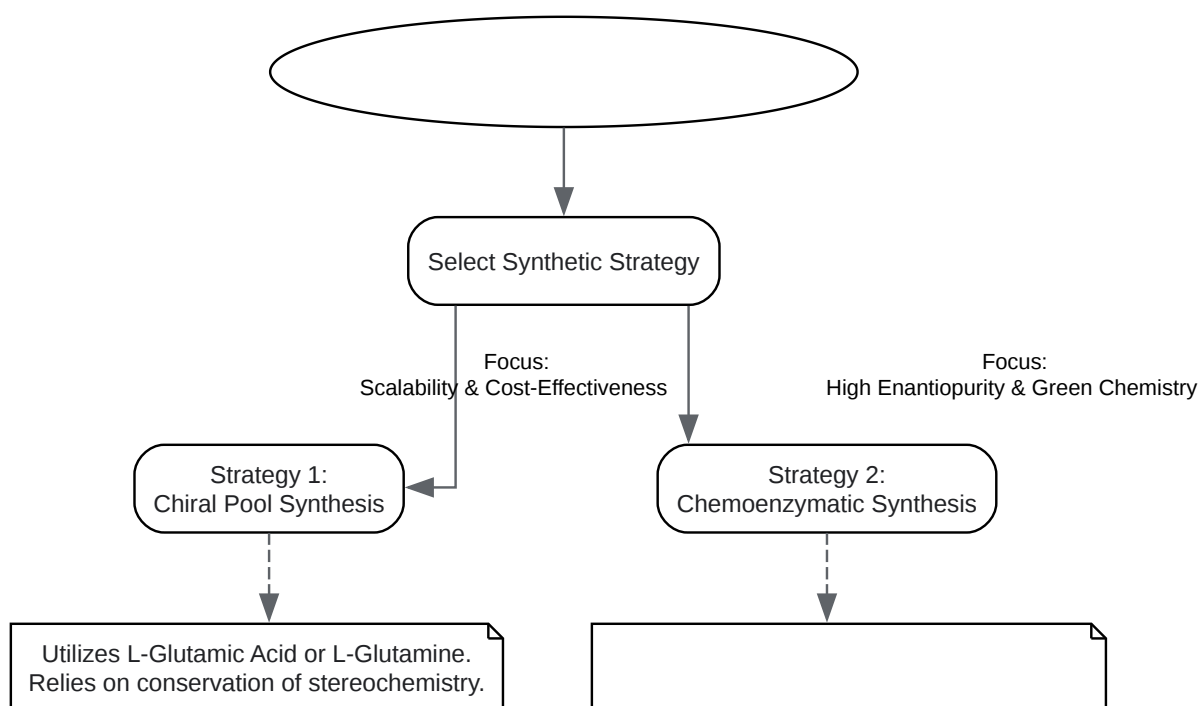 Select Synthetic Strategy
Focus:
Scalability & Cost-Effectiveness
Focus:
High Enantiopurity & Green Chemistry
Strategy 1:
Chiral Pool Synthesis
Strategy 2:
Chemoenzymatic Synthesis
Utilizes L-Glutamic Acid or L-Glutamine.
Relies on conservation of stereochemistry.